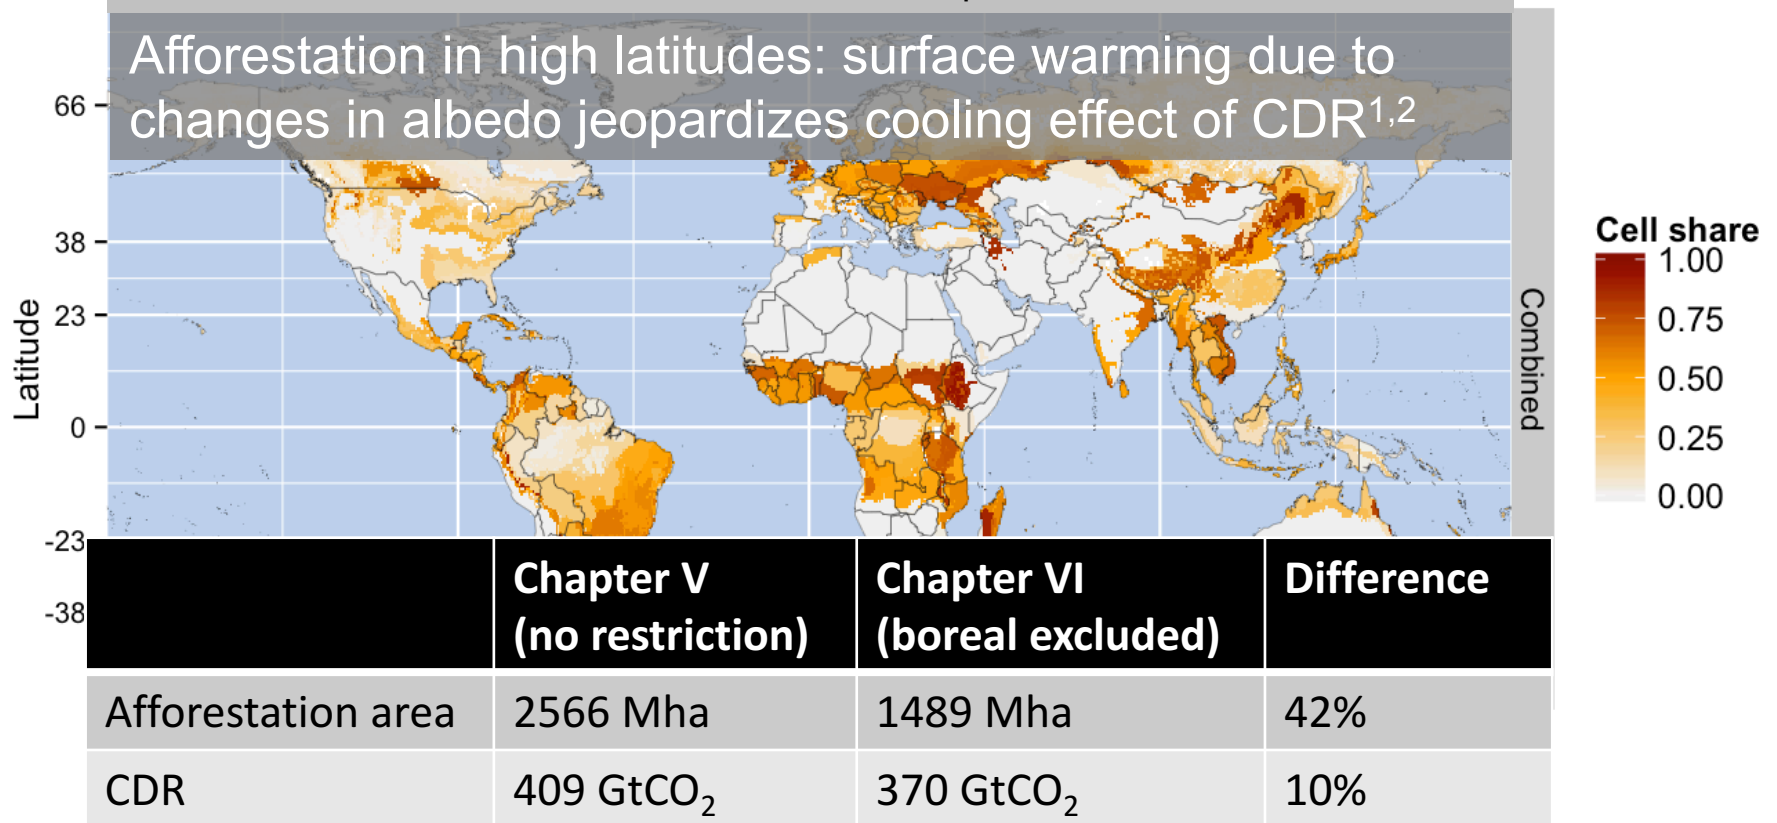 Afforestation in high latitudes: surface warming due to
changes in albedo jeopardizes cooling effect of CDR1,2
66
38
23
0
-23
-38
Latitude
Combined
Cell share
1.00
0.75
0.50
0.25
0.00
Chapter V
(no restriction)
Chapter VI
(boreal excluded)
Difference
Afforestation area
2566 Mha
1489 Mha
42%
CDR
409 GtCO₂
370 GtCO₂
10%